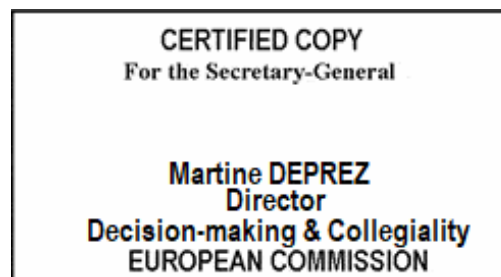 CERTIFIED COPY
For the Secretary-General
Martine DEPREZ
Director
Decision-making & Collegiality
EUROPEAN COMMISSION